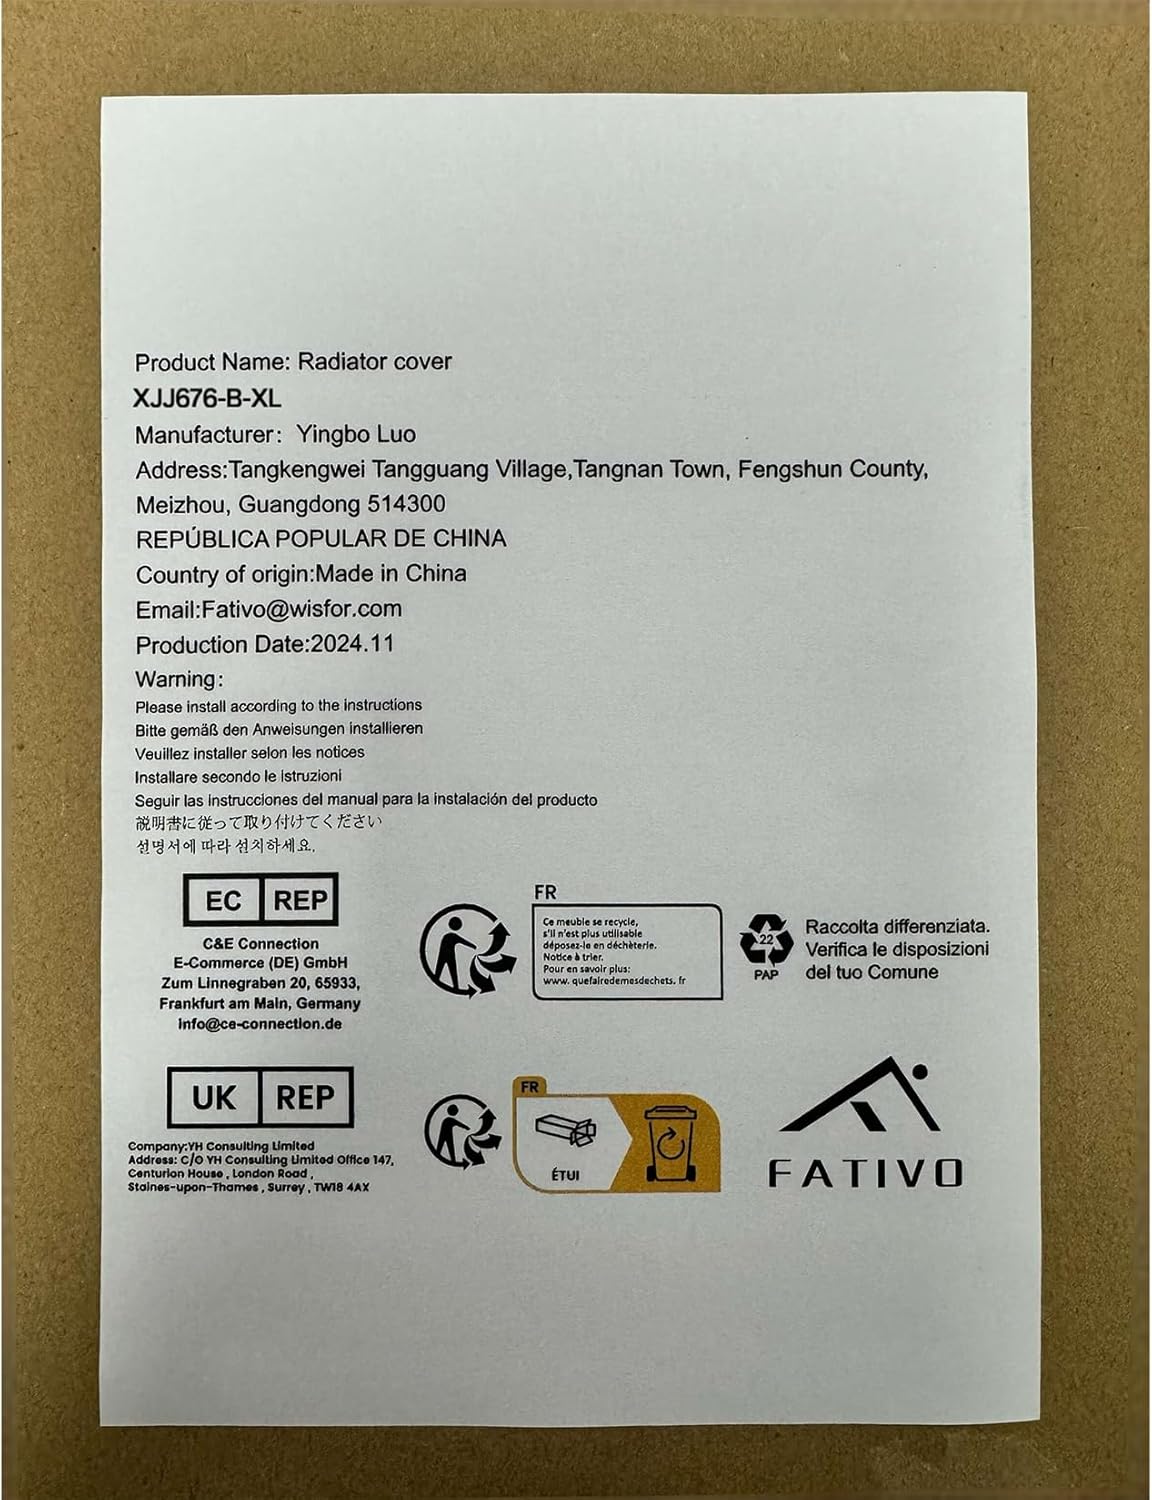 Product Name: Radiator cover
XJJ676-B-XL
Manufacturer: Yingbo Luo
Address:Tangkengwei Tangguang Village,Tangnan Town, Fengshun County,
Meizhou, Guangdong 514300
REPÚBLICA POPULAR DE CHINA
Country of origin:Made in China
Email:Fativo@wisfor.com
Production Date:2024.11
Warning:
Please install according to the instructions
Bitte gemäß den Anweisungen installieren
Veuillez installer selon les notices
Installare secondo le istruzioni
Seguir las instrucciones del manual para la instalación del producto
説明書に従って取り付けてください
설명서에 따라 설치하세요.
EC REP
C&E Connection
E-Commerce (DE) GmbH
Zum Linnegraben 20, 65933,
Frankfurt am Main, Germany
info@ce-connection.de
FR
Ce meuble se recycle,
s'il n'est plus utilisable
déposez-le en déchèterie.
Notice à trier.
Pour en savoir plus:
www. quefairedemesdechets. fr
22
PAP
Raccolta differenziata.
Verifica le disposizioni
del tuo Comune
UK REP
Company:YH Consulting Limited
Address: C/O YH Consulting Limited Office 147,
Centurion House , London Road ,
Staines-upon-Thames , Surrey , TW18 4AX
FR
ÉTUI
FATIVO